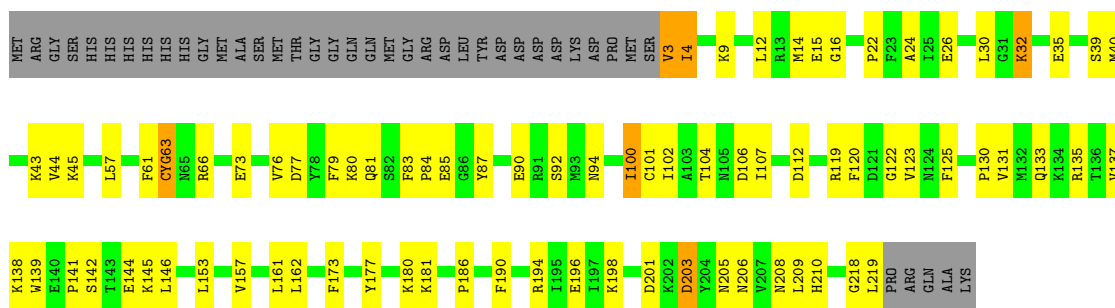 MET ARG GLY SER HIS HIS HIS HIS HIS HIS GLY MET ALA SER MET THR GLY GLY GLN GLN MET GLY ARG ASP LEU TYR ASP ASP ASP ASP LYS ASP PRO MET SER V3 I4 K9 L12 R13 M14 E15 G16 P22 F23 A24 I25 E26 L30 G31 K32 E35 S39 M40
K43 V44 K45 L57 F61 CYG63 N65 R66 E73 V76 D77 Y78 F79 K80 Q81 S82 F83 P84 E85 G86 Y87 E90 R91 S92 M93 N94 I100 C101 I102 A103 T104 N105 D106 I107 D112 R119 F120 D121 G122 V123 N124 F125 P130 V131 M132 Q133 K134 R135 T136 V137
K138 W139 E140 P141 S142 T143 E144 K145 L146 L153 V157 L161 L162 F173 Y177 K180 K181 P186 F190 R194 I195 E196 I197 K198 D201 K202 D203 Y204 N205 N206 V207 N208 L209 H210 G218 L219 PRO ARG GLN ALA LYS